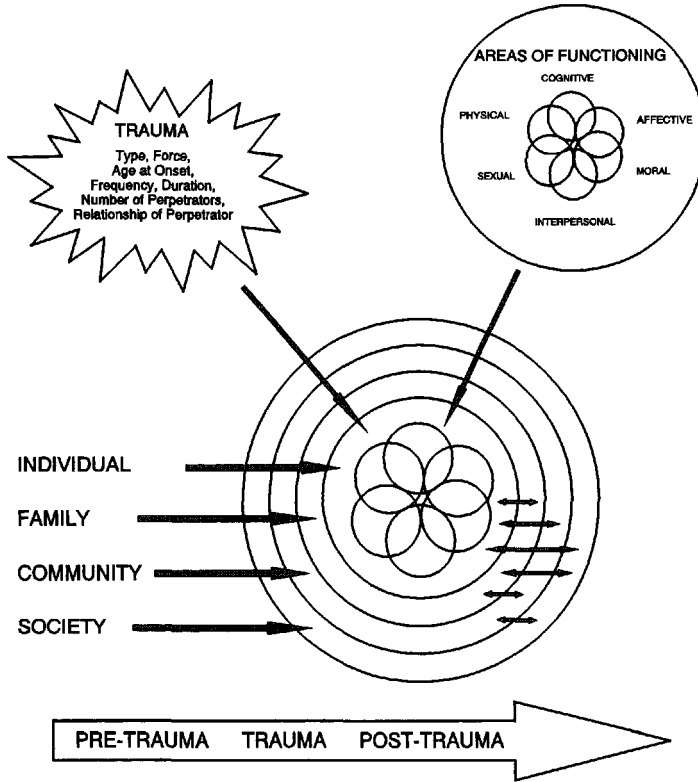 TRAUMA
Type, Force,
Age at Onset,
Frequency, Duration,
Number of Perpetrators,
Relationship of Perpetrator
AREAS OF FUNCTIONING
COGNITIVE
PHYSICAL
AFFECTIVE
SEXUAL
MORAL
INTERPERSONAL
INDIVIDUAL
FAMILY
COMMUNITY
SOCIETY
PRE-TRAUMA TRAUMA POST-TRAUMA